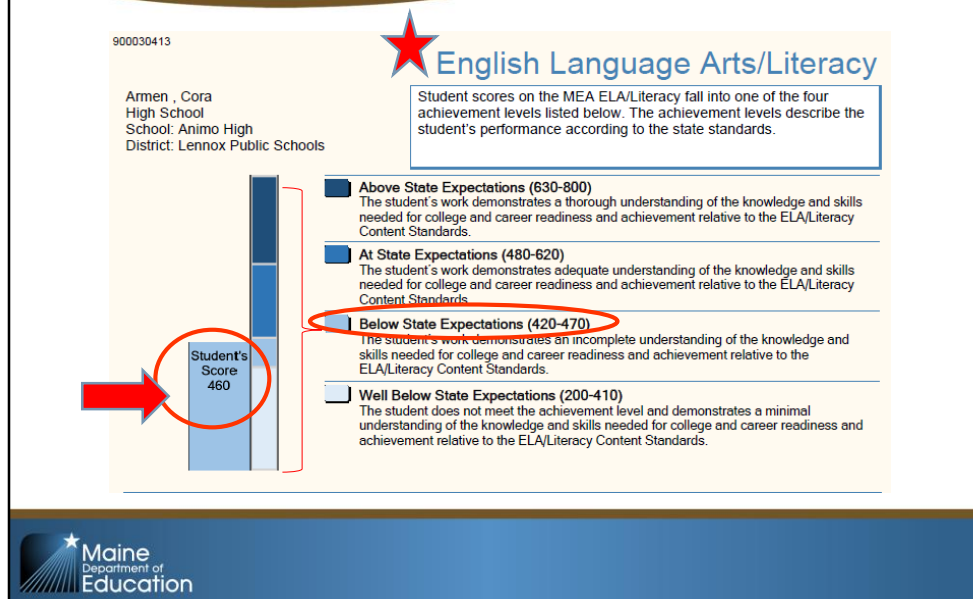 900030413
English Language Arts/Literacy
Armen , Cora
High School
School: Animo High
District: Lennox Public Schools
Student scores on the MEA ELA/Literacy fall into one of the four
achievement levels listed below. The achievement levels describe the
student's performance according to the state standards.
Above State Expectations (630-800)
The student's work demonstrates a thorough understanding of the knowledge and skills
needed for college and career readiness and achievement relative to the ELA/Literacy
Content Standards.
At State Expectations (480-620)
The student's work demonstrates adequate understanding of the knowledge and skills
needed for college and career readiness and achievement relative to the ELA/Literacy
Content Standards.
Below State Expectations (420-470)
The student's work demonstrates an incomplete understanding of the knowledge and
skills needed for college and career readiness and achievement relative to the
ELA/Literacy Content Standards.
Student's
Score
460
Well Below State Expectations (200-410)
The student does not meet the achievement level and demonstrates a minimal
understanding of the knowledge and skills needed for college and career readiness and
achievement relative to the ELA/Literacy Content Standards.
Maine
Department of
Education